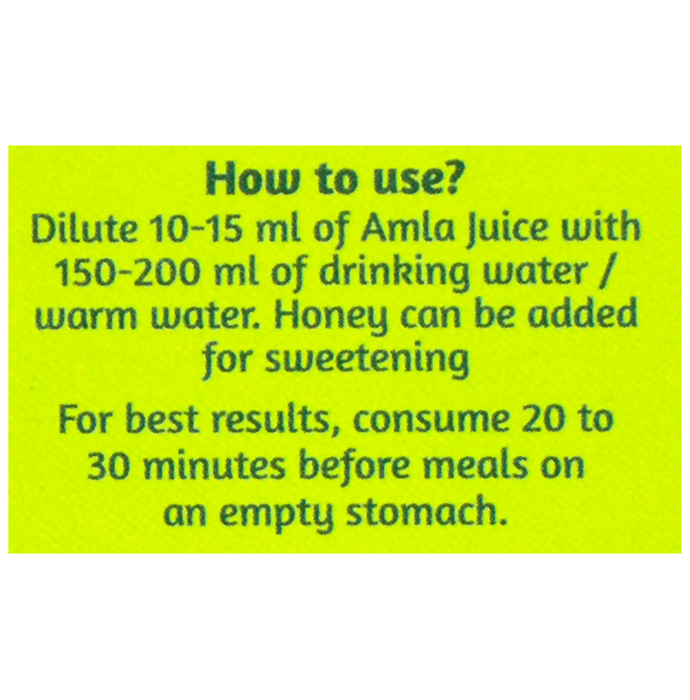 How to use?
Dilute 10-15 ml of Amla Juice with
150-200 ml of drinking water /
warm water. Honey can be added
for sweetening
For best results, consume 20 to
30 minutes before meals on
an empty stomach.